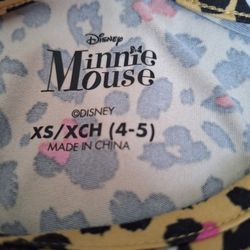 Disney
Minnie
Mouse
©DISNEY
XS/XCH (4-5)
MADE IN CHINA